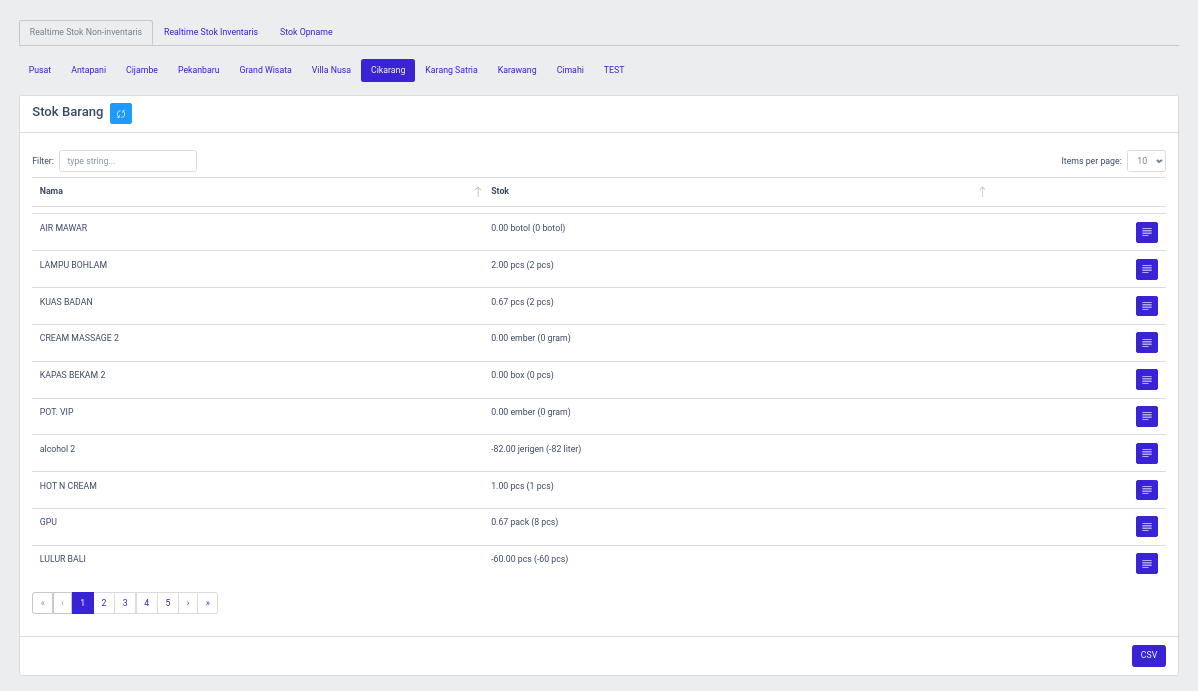 Realtime Stok Non-inventaris Realtime Stok Inventaris Stok Opname
Pusat Antapani Cijambe Pekanbaru Grand Wisata Villa Nusa Cikarang Karang Satria Karawang Cimahi TEST
Stok Barang
Filter: type string... Items per page: 10
Nama Stok
AIR MAWAR 0.00 botol (0 botol)
LAMPU BOHLAM 2.00 pcs (2 pcs)
KUAS BADAN 0.67 pcs (2 pcs)
CREAM MASSAGE 2 0.00 ember (0 gram)
KAPAS BEKAM 2 0.00 box (0 pcs)
POT. VIP 0.00 ember (0 gram)
alcohol 2 -82.00 jerigen (-82 liter)
HOT N CREAM 1.00 pcs (1 pcs)
GPU 0.67 pack (8 pcs)
LULUR BALI -60.00 pcs (-60 pcs)
« ‹ 1 2 3 4 5 › »
CSV